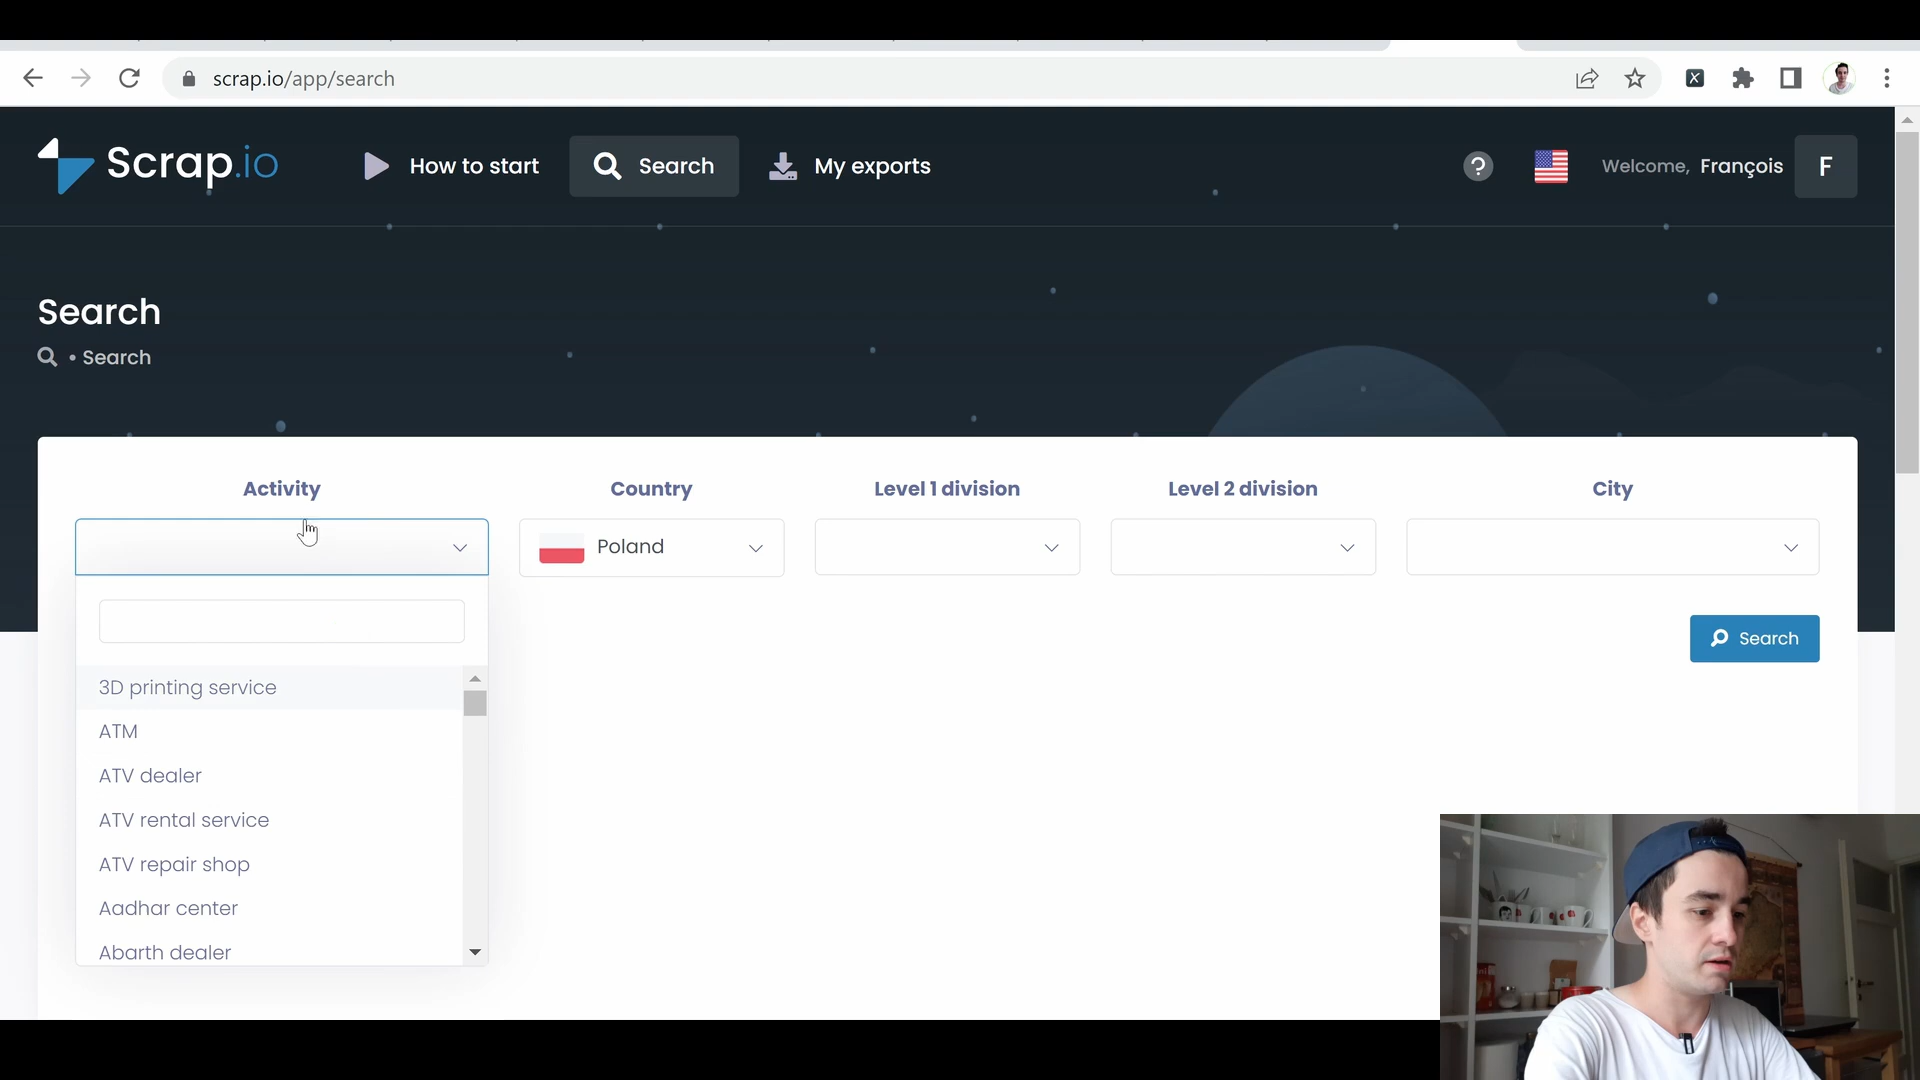 scrap.io/app/search
Scrap.io
How to start
Search
My exports
Welcome, François
F
Search
• Search
Activity
Country
Level 1 division
Level 2 division
City
Poland
Search
3D printing service
ATM
ATV dealer
ATV rental service
ATV repair shop
Aadhar center
Abarth dealer